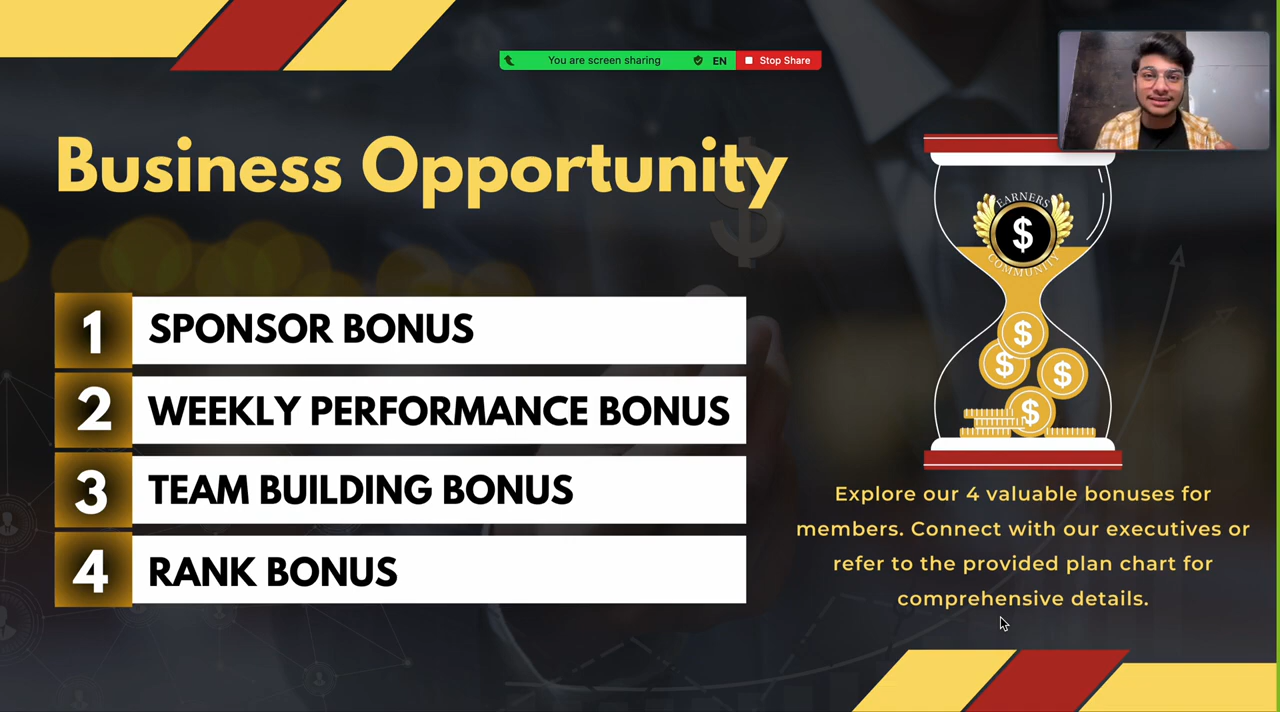 You are screen sharing
EN
Stop Share
Business Opportunity
EARNERS
$
COMMUNITY
1
SPONSOR BONUS
2
WEEKLY PERFORMANCE BONUS
3
TEAM BUILDING BONUS
4
RANK BONUS
$
$
$
$
Explore our 4 valuable bonuses for
members. Connect with our executives or
refer to the provided plan chart for
comprehensive details.